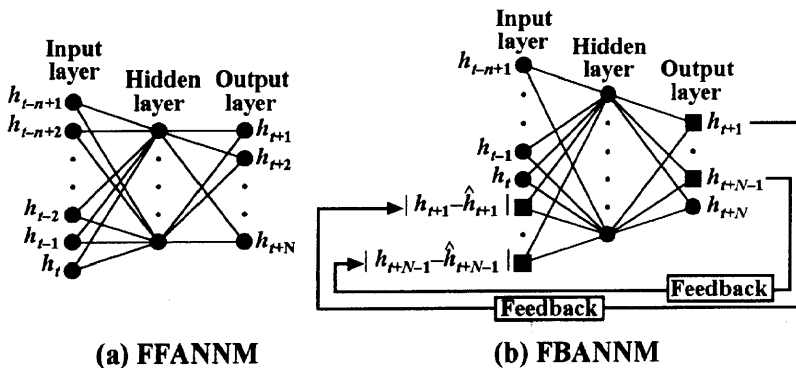 Input
layer
Hidden
layer
Output
layer
h_{t-n+1}
h_{t-n+2}
h_{t-2}
h_{t-1}
h_t
h_{t+1}
h_{t+2}
h_{t+N}
(a) FFANNM
Input
layer
Hidden
layer
Output
layer
h_{t-n+1}
h_{t-1}
h_t
| h_{t+1}–ĥ_{t+1} |
| h_{t+N-1}–ĥ_{t+N-1} |
h_{t+1}
h_{t+N-1}
h_{t+N}
Feedback
Feedback
(b) FBANNM